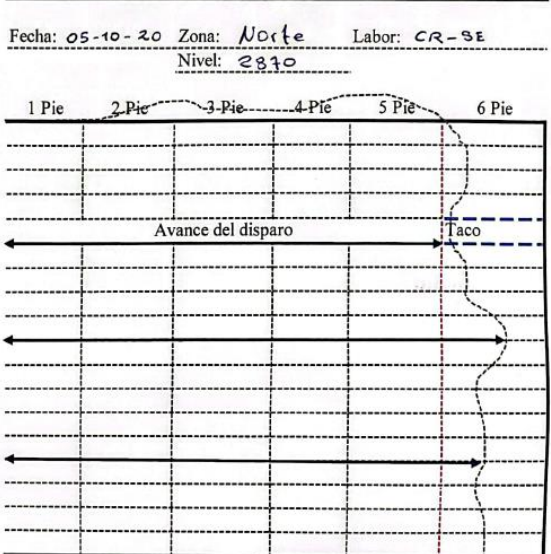 Fecha: 05-10-20 Zona: Norte Labor: CR-SE
Nivel: 2870
1 Pie 2 Pie 3 Pie 4 Pie 5 Pie 6 Pie
Avance del disparo Taco